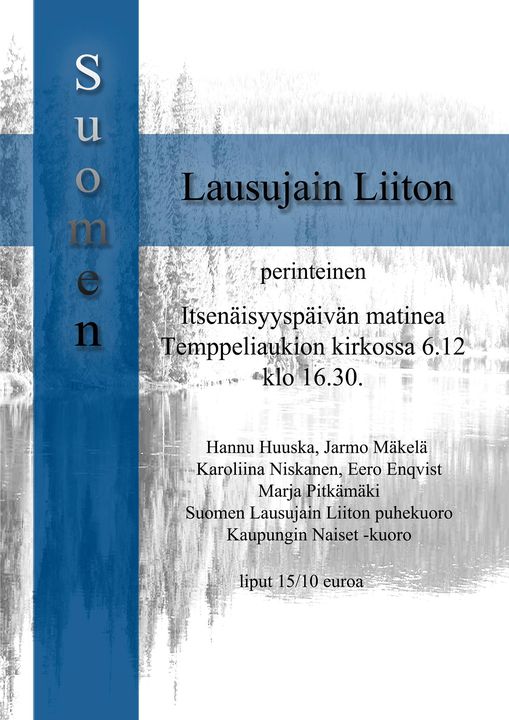 Suomen
Lausujain Liiton
perinteinen
Itsenäisyyspäivän matinea
Temppeliaukion kirkossa 6.12
klo 16.30.
Hannu Huuska, Jarmo Mäkelä
Karoliina Niskanen, Eero Enqvist
Marja Pitkämäki
Suomen Lausujain Liiton puhekuoro
Kaupungin Naiset -kuoro
liput 15/10 euroa